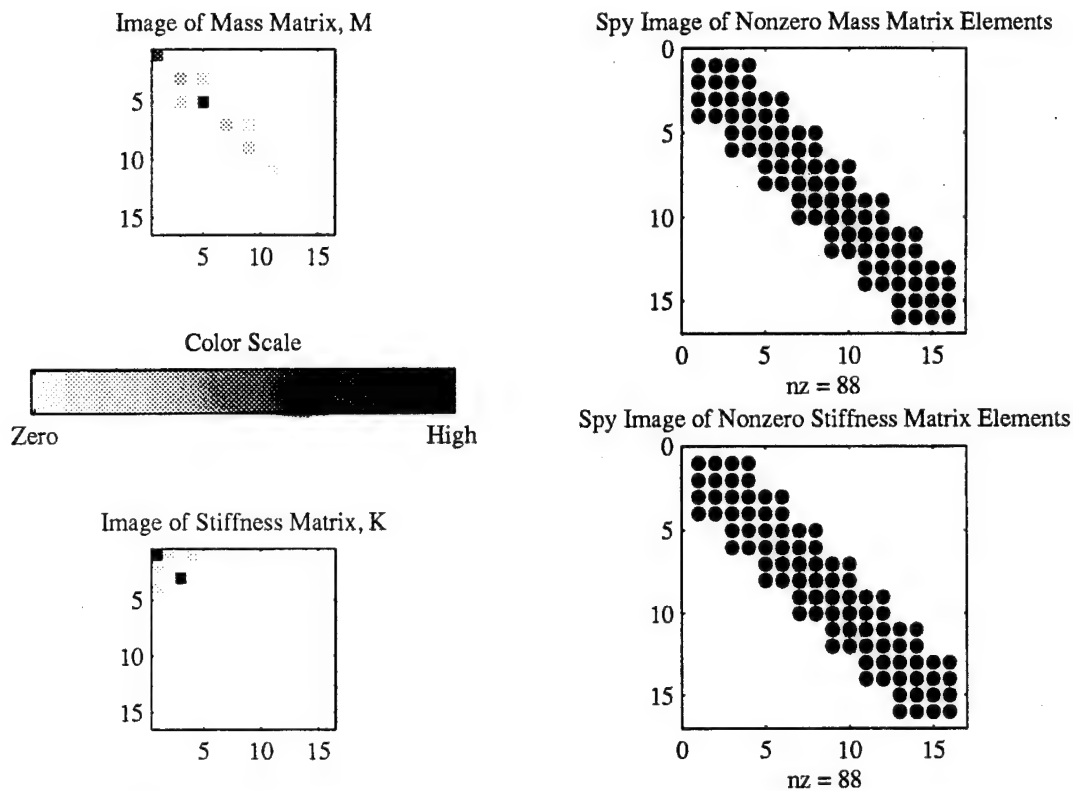 Image of Mass Matrix, M
5
10
15
5 10 15
Color Scale
Zero High
Image of Stiffness Matrix, K
5
10
15
5 10 15
Spy Image of Nonzero Mass Matrix Elements
0
5
10
15
0 5 10 15
nz = 88
Spy Image of Nonzero Stiffness Matrix Elements
0
5
10
15
0 5 10 15
nz = 88